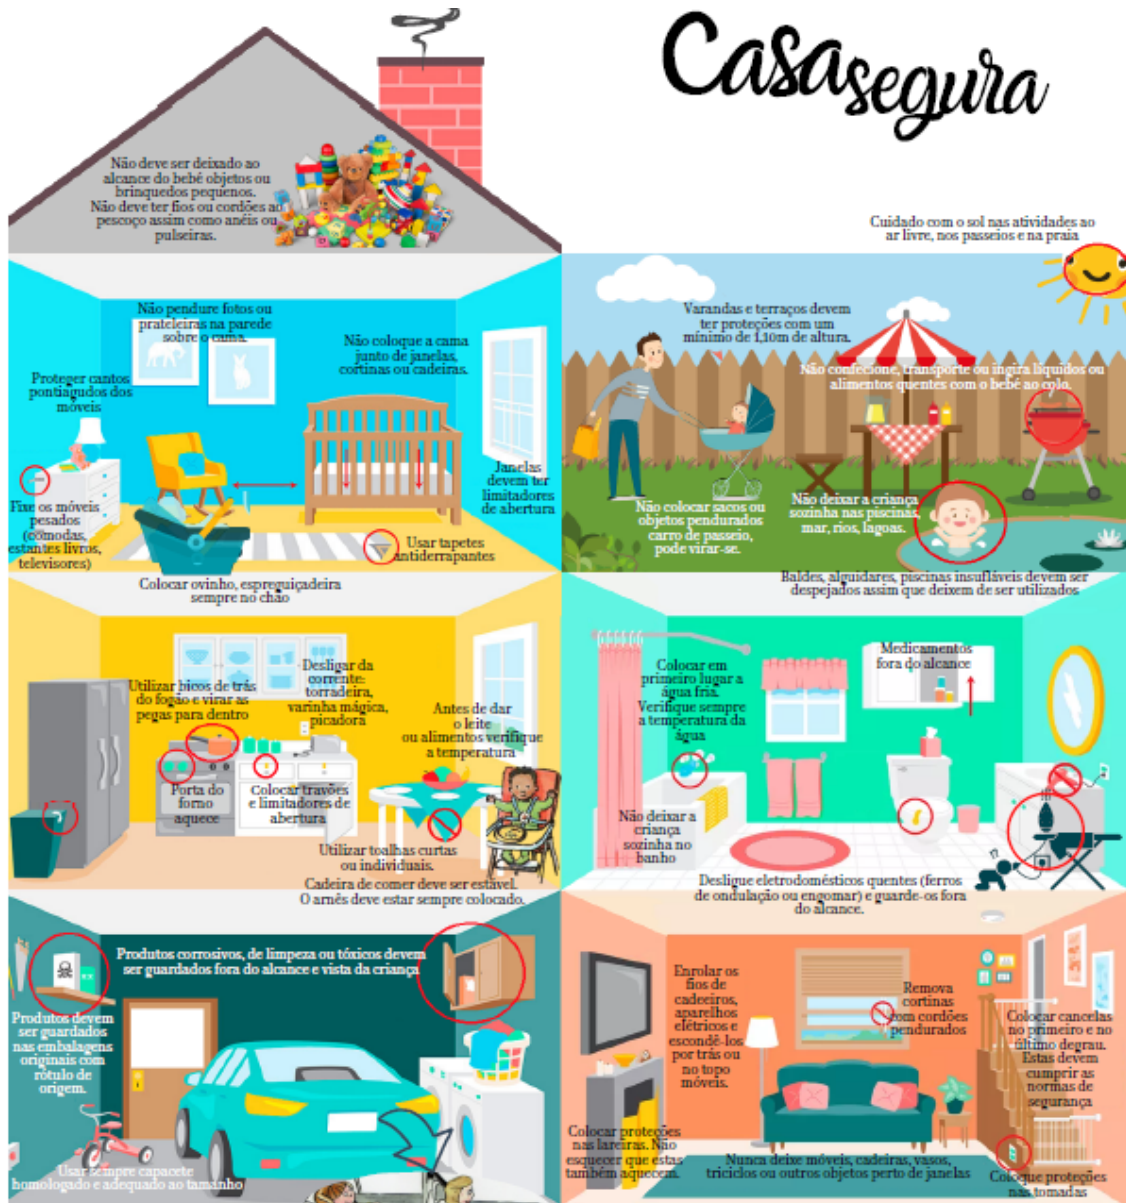 Casa segura
Não deve ser deixado ao
alcance do bebé objetos ou
brinquedos pequenos.
Não deve ter fios ou cordões ao
pescoço assim como anéis ou
pulseiras.
Cuidado com o sol nas atividades ao
ar livre, nos passeios e na praia
Não pendure fotos ou
prateleiras na parede
sobre o cama.
Não coloque a cama
junto de janelas,
cortinas ou cadeiras.
Proteger cantos
pontiagudos dos
móveis
Fixe os móveis
pesados
(cómodas,
estantes livros,
televisores)
Janelas
devem ter
limitadores
de abertura
Usar tapetes
antiderrapantes
Varandas e terraços devem
ter proteções com um
mínimo de 1,10m de altura.
Não confecione, transporte ou ingira líquidos ou
alimentos quentes com o bebé ao colo.
Não colocar sacos ou
objetos pendurados
carro de passeio,
pode virar-se.
Não deixar a criança
sozinha nas piscinas,
mar, rios, lagoas.
Colocar ovinho, espreguiçadeira
sempre no chão
Baldes, alguidares, piscinas insufláveis devem ser
despejados assim que deixem de ser utilizados
Utilizar bicos de trás
do fogão e virar as
pegas para dentro
Desligar da
corrente:
torradeira,
varinha mágica,
picadora
Antes de dar
o leite
ou alimentos verifique
a temperatura
Porta do
forno
aquece
Colocar travões
e limitadores de
abertura
Utilizar toalhas curtas
ou individuais.
Cadeira de comer deve ser estável.
O arnês deve estar sempre colocado.
Colocar em
primeiro lugar a
água fria.
Verifique sempre
a temperatura da
água
Medicamentos
fora do alcance
Não deixar a
criança
sozinha no
banho
Desligue eletrodomésticos quentes (ferros
de ondulação ou engomar) e guarde-os fora
do alcance.
Produtos corrosivos, de limpeza ou tóxicos devem
ser guardados fora do alcance e vista da criança
Produtos devem
ser guardados
nas embalagens
originais com
rótulo de
origem.
Usar sempre capacete
homologado e adequado ao tamanho
Enrolar os
fios de
cadeeiros,
aparelhos
elétricos e
escondê-los
por trás ou
no topo
móveis.
Remova
cortinas
com cordões
pendurados
Colocar cancelas
no primeiro e no
último degrau.
Estas devem
cumprir as
normas de
segurança
Colocar proteções
nas lareiras. Não
esquecer que estas
também aquecem.
Nunca deixe móveis, cadeiras, vasos,
triciclos ou outros objetos perto de janelas
Coloque proteções
nas tomadas